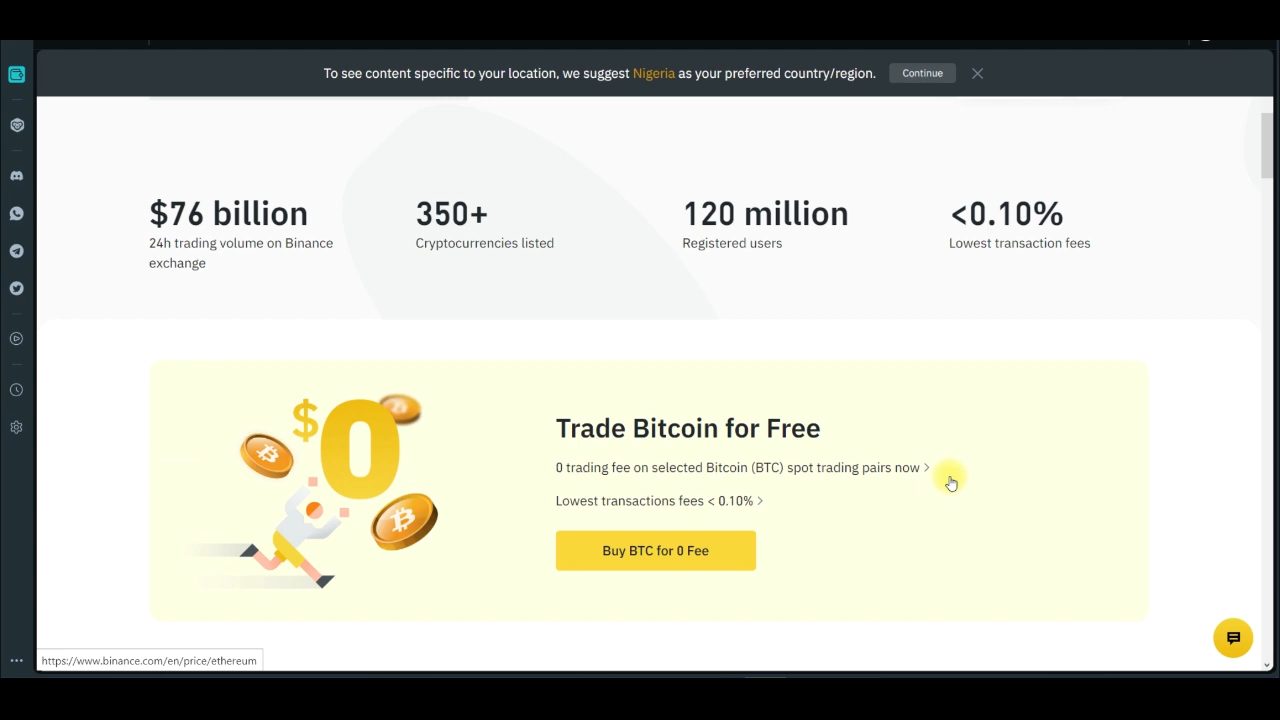 To see content specific to your location, we suggest Nigeria as your preferred country/region.
Continue
$76 billion
24h trading volume on Binance
exchange
350+
Cryptocurrencies listed
120 million
Registered users
<0.10%
Lowest transaction fees
$0
Trade Bitcoin for Free
0 trading fee on selected Bitcoin (BTC) spot trading pairs now >
Lowest transactions fees < 0.10% >
Buy BTC for 0 Fee
https://www.binance.com/en/price/ethereum